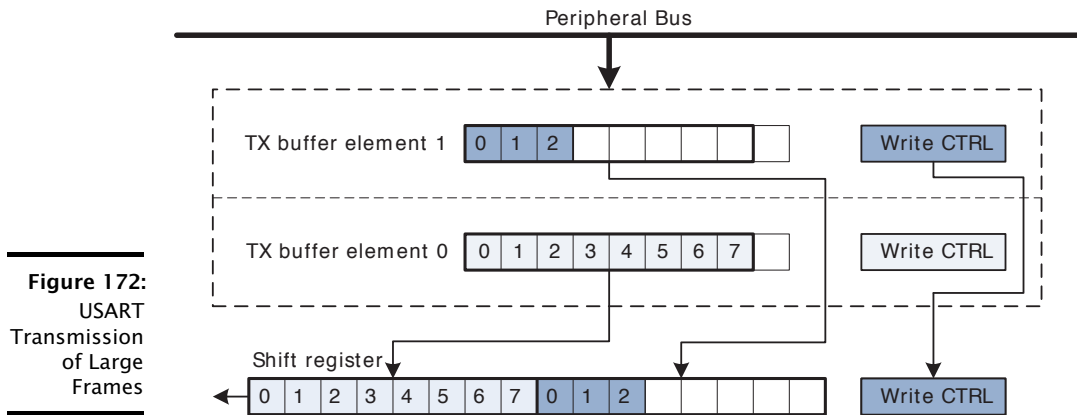 Peripheral Bus
TX buffer element 1 0 1 2 Write CTRL
TX buffer element 0 0 1 2 3 4 5 6 7 Write CTRL
Figure 172:
USART
Transmission
of Large
Frames
Shift register
0 1 2 3 4 5 6 7 0 1 2 Write CTRL